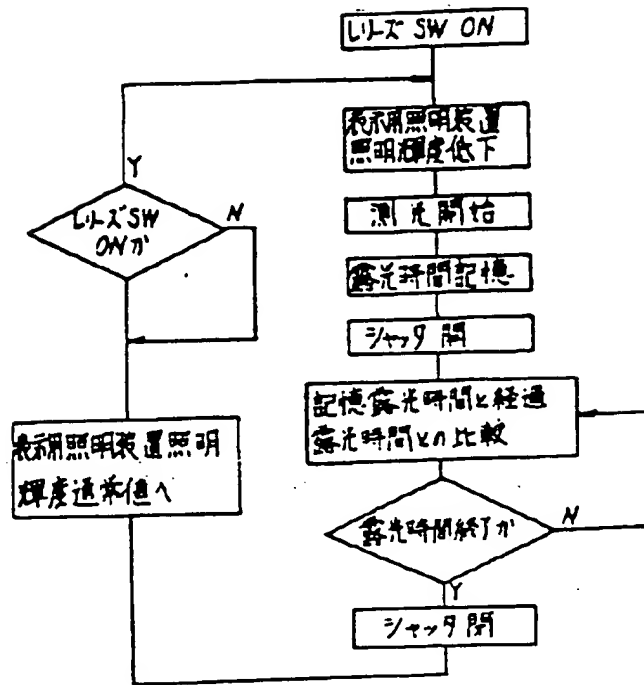 レリーズ SW ON
表示用照明装置
照明輝度低下
測光開始
露光時間記憶
シャッタ開
記憶露光時間と経過
露光時間との比較
露光時間終了か
N
Y
シャッタ開
表示用照明装置照明
輝度通常値へ
レリーズSW
ONか
N
Y